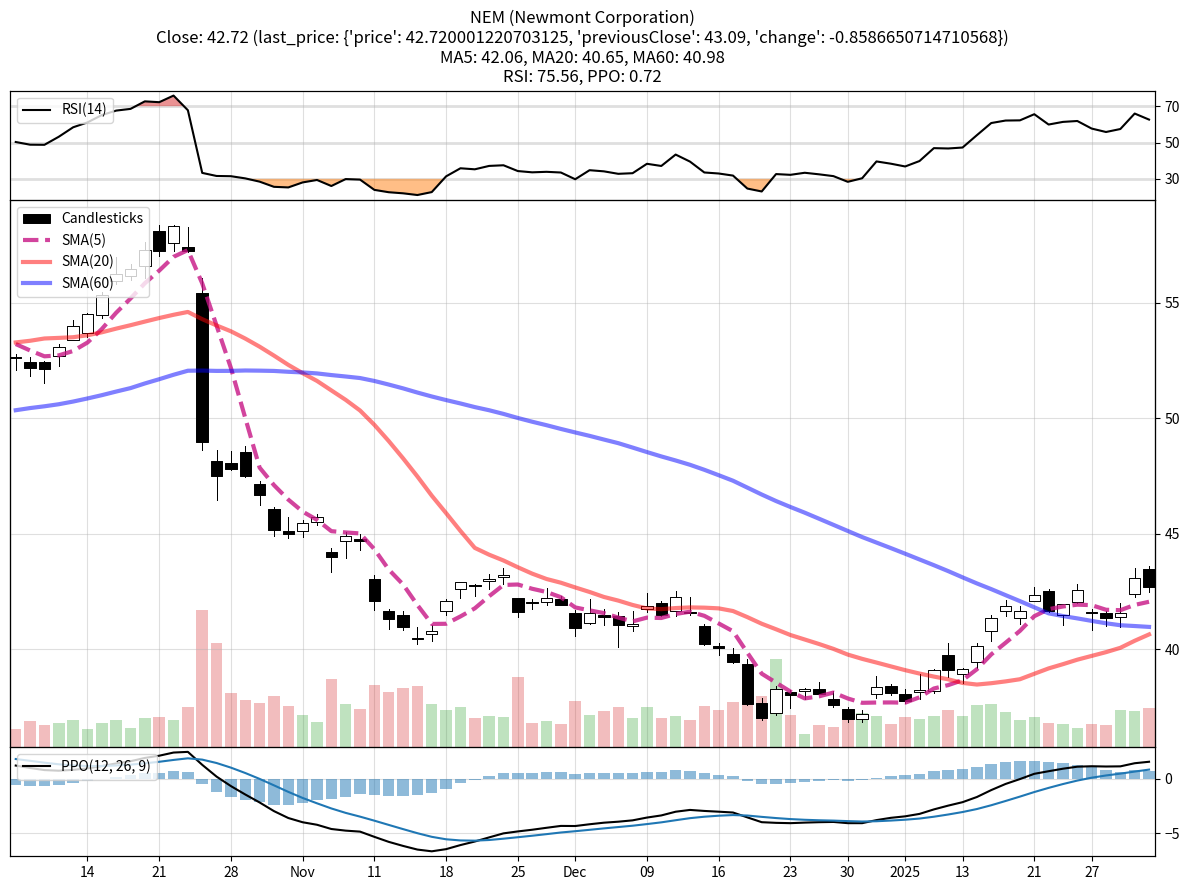 NEM (Newmont Corporation)
Close: 42.72 (last_price: {'price': 42.720001220703125, 'previousClose': 43.09, 'change': -0.8586650714710568})
MA5: 42.06, MA20: 40.65, MA60: 40.98
RSI: 75.56, PPO: 0.72
RSI(14)
70
50
30
Candlesticks
SMA(5)
SMA(20)
SMA(60)
55
50
45
40
PPO(12, 26, 9)
0
−5
14 21 28 Nov 11 18 25 Dec 09 16 23 30 2025 13 21 27